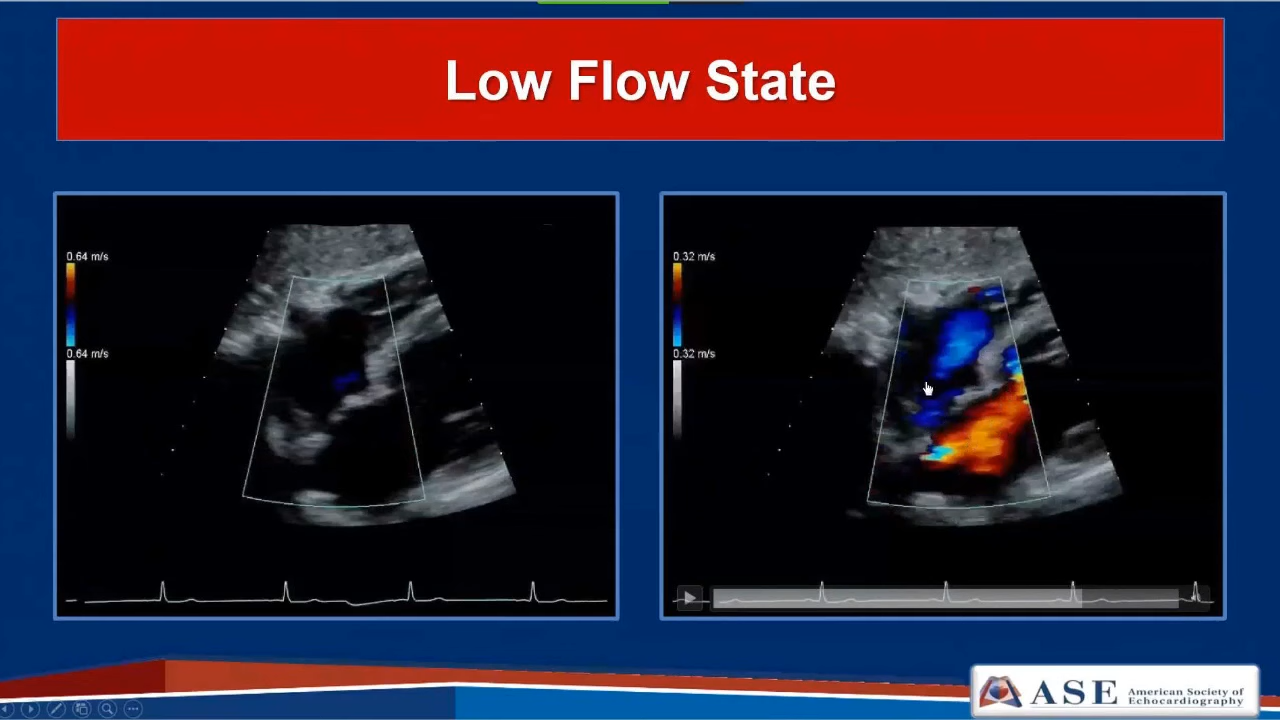 Low Flow State
0.64 m/s
0.64 m/s
0.32 m/s
0.32 m/s
ASE American Society of
Echocardiography